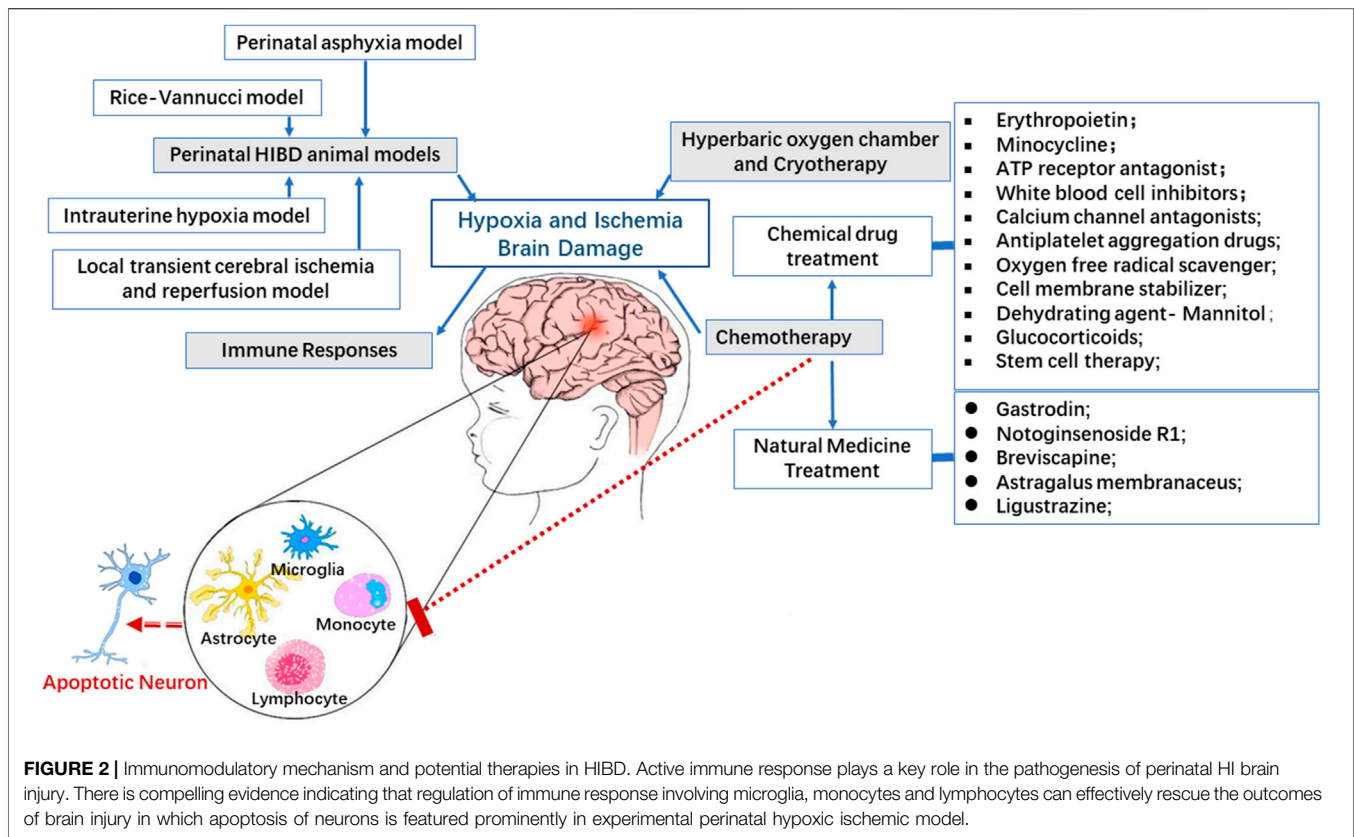 Perinatal asphyxia model
Rice-Vannucci model
Perinatal HIBD animal models
Intrauterine hypoxia model
Local transient cerebral ischemia
and reperfusion model
Hyperbaric oxygen chamber
and Cryotherapy
Hypoxia and Ischemia
Brain Damage
Immune Responses
Chemical drug
treatment
Chemotherapy
Natural Medicine
Treatment
▪ Erythropoietin；
▪ Minocycline；
▪ ATP receptor antagonist；
▪ White blood cell inhibitors；
▪ Calcium channel antagonists;
▪ Antiplatelet aggregation drugs;
▪ Oxygen free radical scavenger;
▪ Cell membrane stabilizer;
▪ Dehydrating agent- Mannitol ;
▪ Glucocorticoids;
▪ Stem cell therapy;
● Gastrodin;
● Notoginsenoside R1;
● Breviscapine;
● Astragalus membranaceus;
● Ligustrazine;
Microglia
Monocyte
Astrocyte
Lymphocyte
Apoptotic Neuron
FIGURE 2 | Immunomodulatory mechanism and potential therapies in HIBD. Active immune response plays a key role in the pathogenesis of perinatal HI brain
injury. There is compelling evidence indicating that regulation of immune response involving microglia, monocytes and lymphocytes can effectively rescue the outcomes
of brain injury in which apoptosis of neurons is featured prominently in experimental perinatal hypoxic ischemic model.